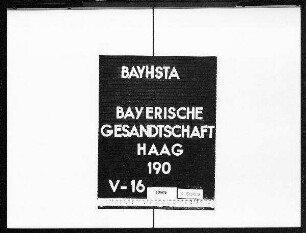 BAYHSTA
BAYERISCHE
GESANDTSCHAFT
HAAG
190
V-16